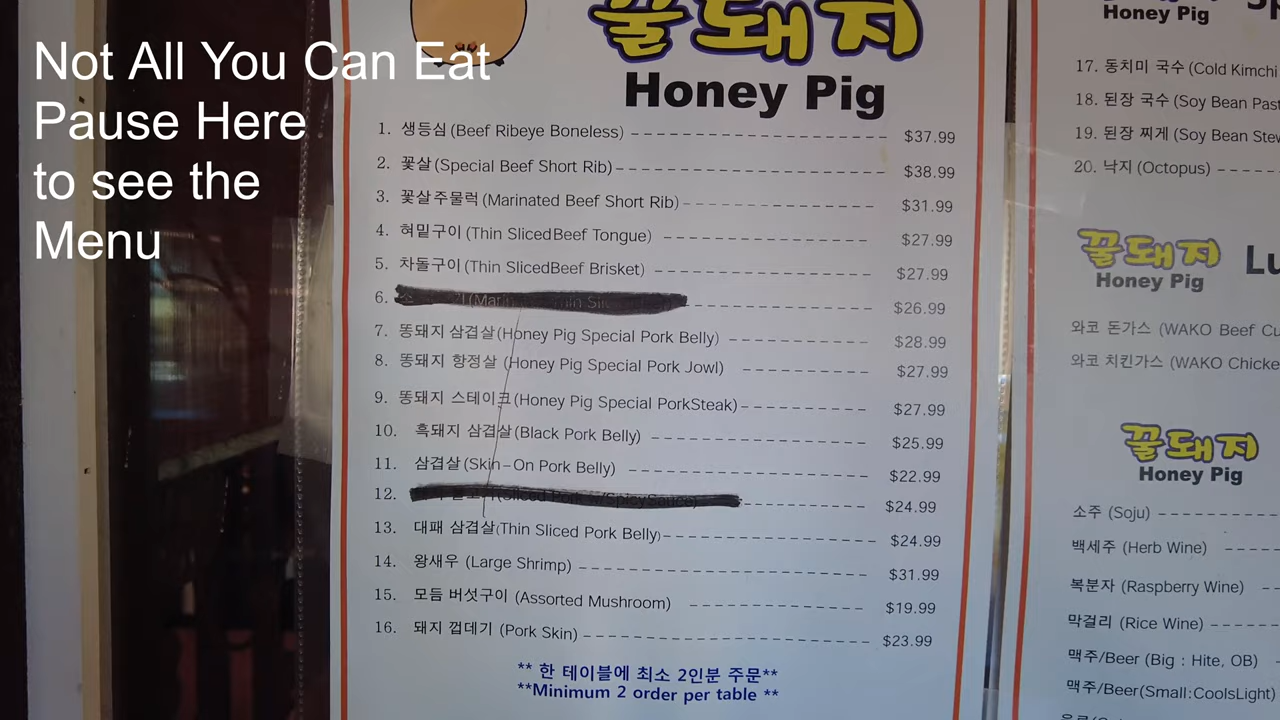 Not All You Can Eat
Pause Here
to see the
Menu
꿀돼지
Honey Pig
1. 생등심 (Beef Ribeye Boneless) $37.99
2. 꽃살 (Special Beef Short Rib) $38.99
3. 꽃살주물럭 (Marinated Beef Short Rib) $31.99
4. 혀밑구이 (Thin SlicedBeef Tongue) $27.99
5. 차돌구이 (Thin SlicedBeef Brisket) $27.99
6. $26.99
7. 똥돼지 삼겹살 (Honey Pig Special Pork Belly) $28.99
8. 똥돼지 항정살 (Honey Pig Special Pork Jowl) $27.99
9. 똥돼지 스테이크 (Honey Pig Special PorkSteak) $27.99
10. 흑돼지 삼겹살 (Black Pork Belly) $25.99
11. 삼겹살 (Skin-On Pork Belly) $22.99
12. $24.99
13. 대패 삼겹살 (Thin Sliced Pork Belly) $24.99
14. 왕새우 (Large Shrimp) $31.99
15. 모듬 버섯구이 (Assorted Mushroom) $19.99
16. 돼지 껍데기 (Pork Skin) $23.99
** 한 테이블에 최소 2인분 주문**
**Minimum 2 order per table **
Honey Pig
17. 동치미 국수 (Cold Kimchi
18. 된장 국수 (Soy Bean
19. 된장 찌게 (Soy Bean
20. 낙지 (Octopus)
꿀돼지
Honey Pig
와코 돈가스 (WAKO Beef
와코 치킨가스 (WAKO
꿀돼지
Honey Pig
소주 (Soju)
백세주 (Herb Wine)
복분자 (Raspberry Wine)
막걸리 (Rice Wine)
맥주/Beer (Big : Hite, OB)
맥주/Beer(Small:CoolsLight)